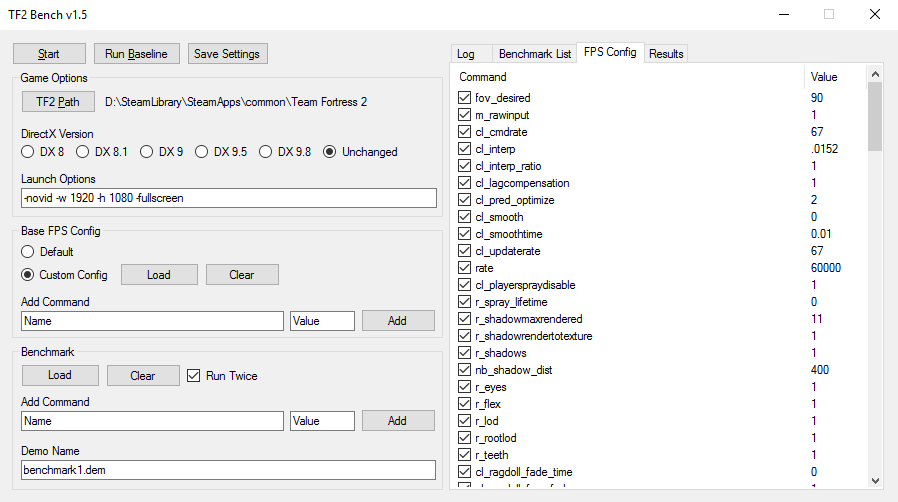 TF2 Bench v1.5
Start Run Baseline Save Settings
Game Options
TF2 Path D:\SteamLibrary\SteamApps\common\Team Fortress 2
DirectX Version
DX 8 DX 8.1 DX 9 DX 9.5 DX 9.8 Unchanged
Launch Options
-novid -w 1920 -h 1080 -fullscreen
Base FPS Config
Default
Custom Config Load Clear
Add Command
Name Value Add
Benchmark
Load Clear Run Twice
Add Command
Name Value Add
Demo Name
benchmark1.dem
Log Benchmark List FPS Config Results
Command Value
fov_desired 90
m_rawinput 1
cl_cmdrate 67
cl_interp .0152
cl_interp_ratio 1
cl_lagcompensation 1
cl_pred_optimize 2
cl_smooth 0
cl_smoothtime 0.01
cl_updaterate 67
rate 60000
cl_playerspraydisable 1
r_spray_lifetime 0
r_shadowmaxrendered 11
r_shadowrendertotexture 1
r_shadows 1
nb_shadow_dist 400
r_eyes 1
r_flex 1
r_lod 1
r_rootlod 1
r_teeth 1
cl_ragdoll_fade_time 0